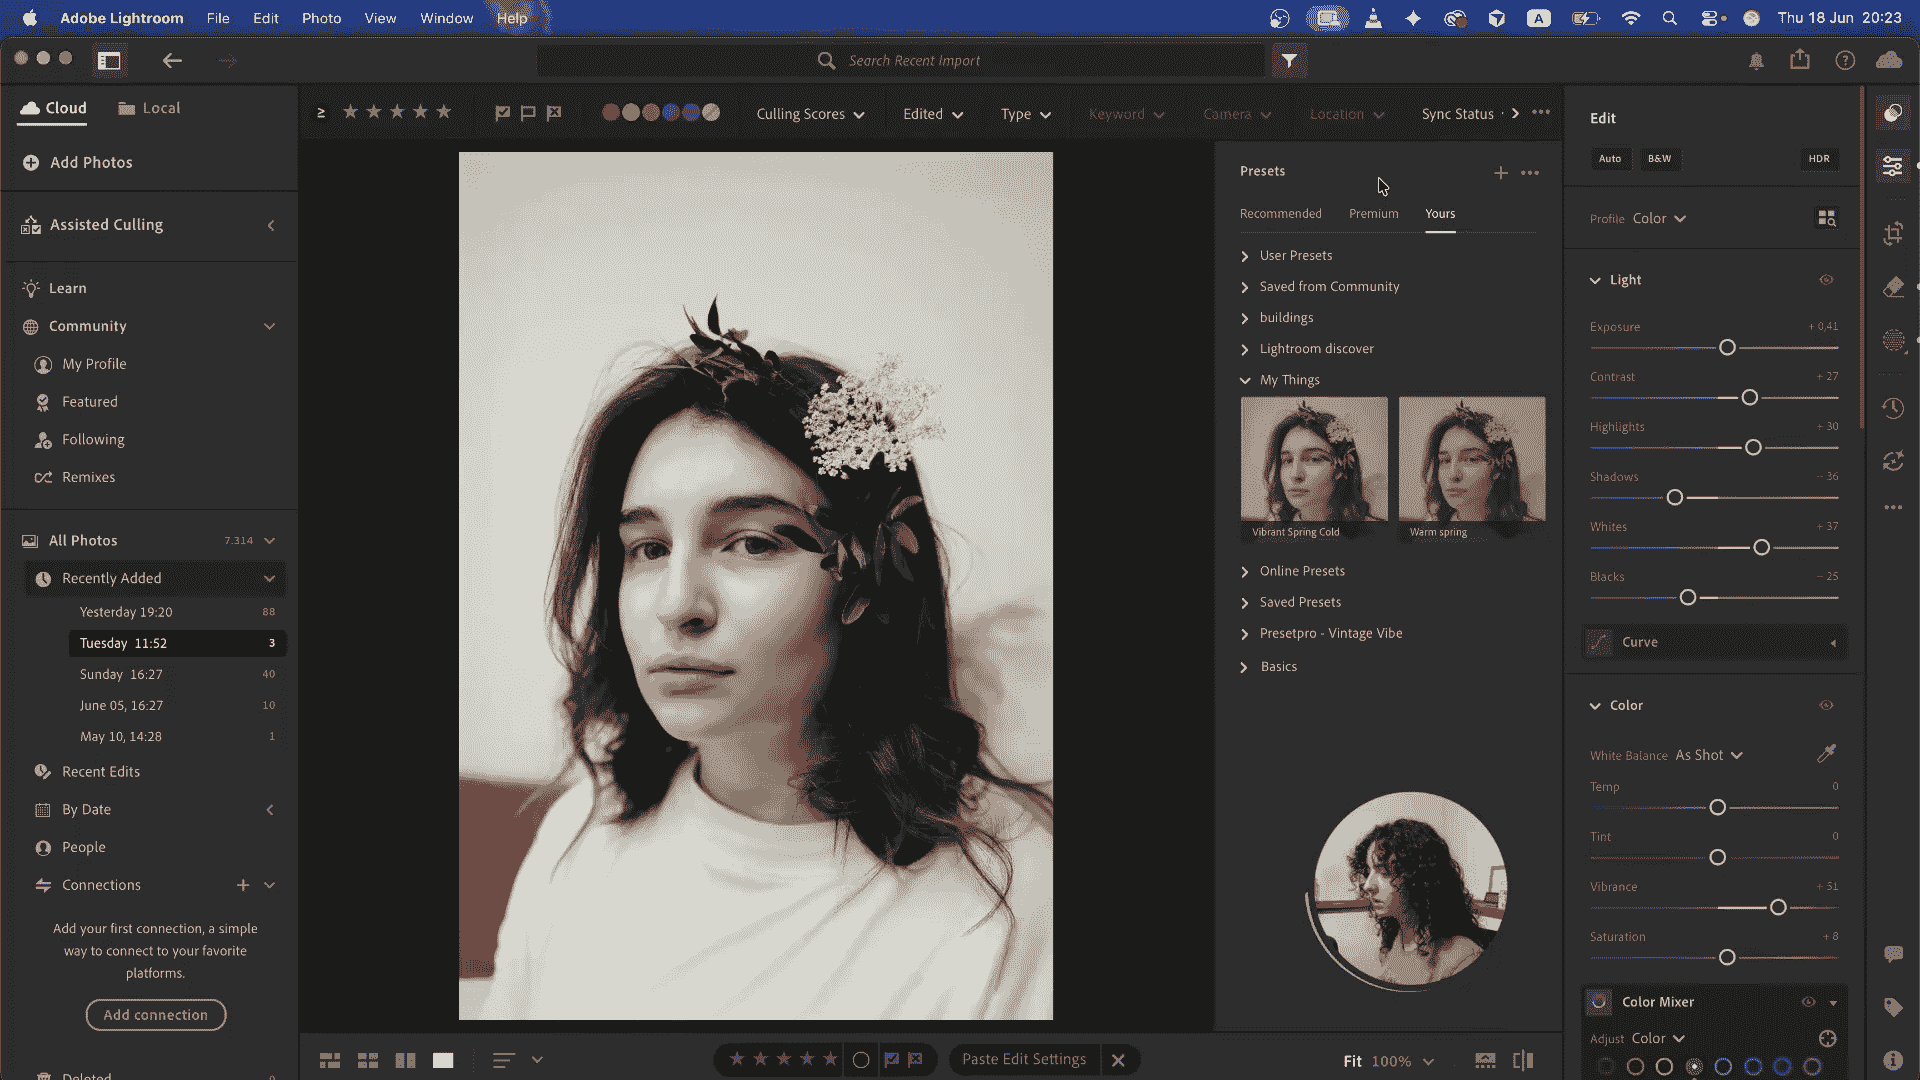 Adobe Lightroom File Edit Photo View Window Help
A
Thu 18 Jun 20:23
Search Recent Import
Cloud Local
≥
Culling Scores Edited Type Keyword Camera Location Sync Status
Add Photos
Assisted Culling
Learn
Community
My Profile
Featured
Following
Remixes
All Photos 7.314
Recently Added
Yesterday 19:20 88
Tuesday 11:52 3
Sunday 16:27 40
June 05, 16:27 10
May 10, 14:28 1
Recent Edits
By Date
People
Connections
Add your first connection, a simple
way to connect to your favorite
platforms.
Add connection
Deleted
Presets
Recommended Premium Yours
User Presets
Saved from Community
buildings
Lightroom discover
My Things
Vibrant Spring Cold Warm spring
Online Presets
Saved Presets
Presetpro - Vintage Vibe
Basics
Paste Edit Settings
Fit 100%
Edit
Auto B&W HDR
Profile Color
Light
Exposure + 0,41
Contrast + 27
Highlights + 30
Shadows − 36
Whites + 37
Blacks − 25
Curve
Color
White Balance As Shot
Temp 0
Tint 0
Vibrance + 51
Saturation + 8
Color Mixer
Adjust Color